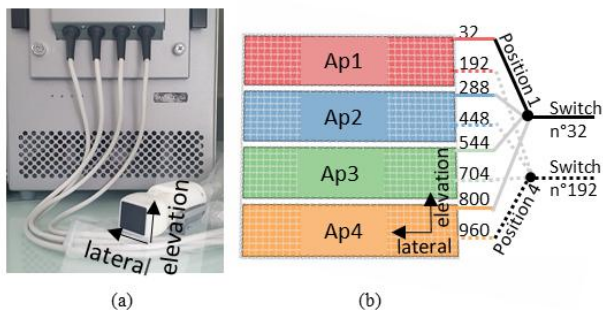 lateral
elevation
(a)
Ap1
Ap2
Ap3
Ap4
32
192
288
448
544
704
800
960
Position 1
Position 4
Switch
n°32
Switch
n°192
elevation
lateral
(b)